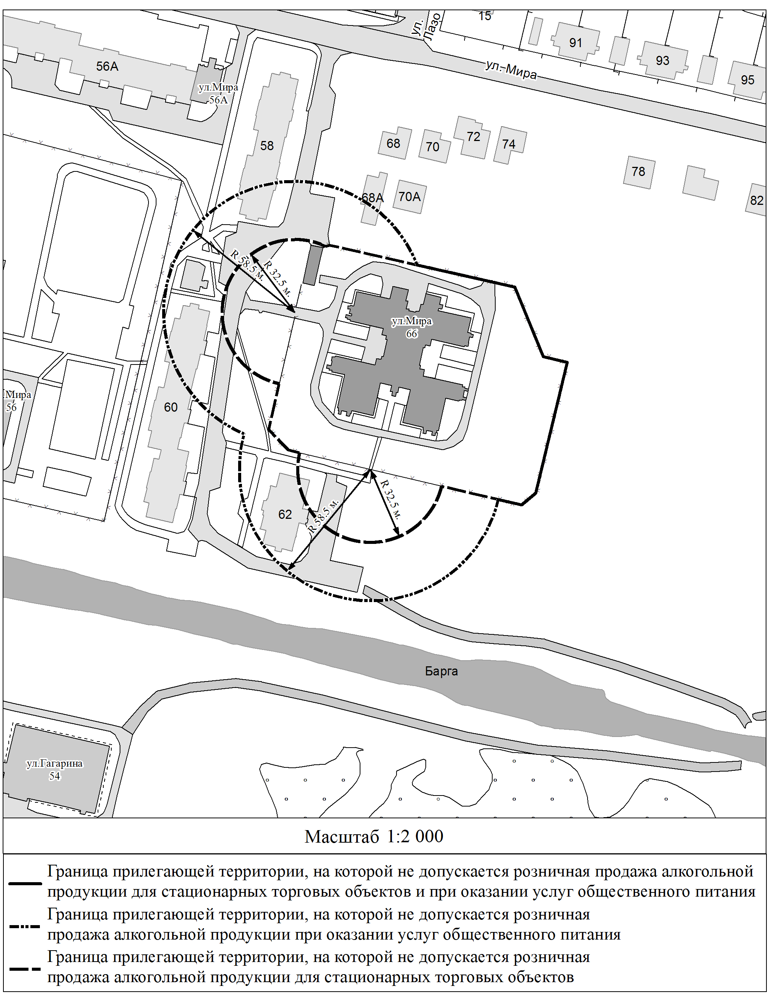 ул.
Лазо
15
91
93
95
ул. Мира
56А
ул.Мира
56А
58
68
70
72
74
78
82
68А
70А
R 58.5 м.
R 32.5 м.
ул.Мира
66
Мира
56
60
62
R 58.5 м.
R 32.5 м.
Барга
ул.Гагарина
54
Масштаб 1:2 000
Граница прилегающей территории, на которой не допускается розничная продажа алкогольной
продукции для стационарных торговых объектов и при оказании услуг общественного питания
Граница прилегающей территории, на которой не допускается розничная
продажа алкогольной продукции при оказании услуг общественного питания
Граница прилегающей территории, на которой не допускается розничная
продажа алкогольной продукции для стационарных торговых объектов